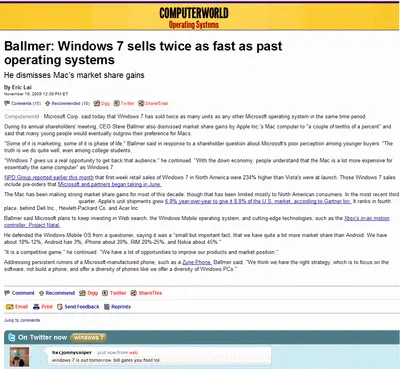 COMPUTERWORLD
Operating Systems
Ballmer: Windows 7 sells twice as fast as past
operating systems
He dismisses Mac's market share gains
By Eric Lai
November 19, 2009 12:39 PM ET
Comments (15) Recommended (18) Digg Twitter Share/Email
Computerworld - Microsoft Corp. said today that Windows 7 has sold twice as many units as any other Microsoft operating system in the same time period.
During its annual shareholders' meeting, CEO Steve Ballmer also dismissed market share gains by Apple Inc.'s Mac computer to "a couple of tenths of a percent" and
said that many young people would eventually outgrow their preference for Macs.
"Some of it is marketing, some of it is phase of life," Ballmer said in response to a shareholder question about Microsoft's poor perception among younger buyers. "The
truth is we do quite well, even among college students.
"Windows 7 gives us a real opportunity to get back that audience," he continued. "With the down economy, people understand that the Mac is a lot more expensive for
essentially the same computer" as Windows 7.
NPD Group reported earlier this month that first-week retail sales of Windows 7 in North America were 234% higher than Vista's were at launch. Those Windows 7 sales
include pre-orders that Microsoft and partners began taking in June.
The Mac has been making strong market share gains for most of this decade, though that has been limited mostly to North American consumers. In the most recent third
quarter, Apple's unit shipments grew 6.8% year-over-year to give it 8.8% of the U.S. market, according to Gartner Inc. It ranks in fourth
place, behind Dell Inc., Hewlett-Packard Co. and Acer Inc.
Ballmer said Microsoft plans to keep investing in Web search, the Windows Mobile operating system, and cutting-edge technologies, such as the Xbox's in-air motion
controller, Project Natal.
He defended the Windows Mobile OS from a questioner, saying it was a "small but important fact, that we have quite a bit more market share than Android. We have
about 10%-12%, Android has 3%, iPhone about 20%, RIM 20%-25%, and Nokia about 45%."
"It is a competitive game," he continued. "We have a lot of opportunities to improve our products and market position."
Addressing persistent rumors of a Microsoft-manufactured phone, such as a Zune Phone, Ballmer said, "We think we have the right strategy, which is to focus on the
software, not build a phone, and offer a diversity of phones like we offer a diversity of Windows PCs."
Comment Recommend Digg Twitter ShareThis
Email Print Send Feedback Reprints
Jump to comments
On Twitter now windows 7
hxcjonnysniper just now from web
windows 7 is out tomorrow. bill gates you fool! lol.